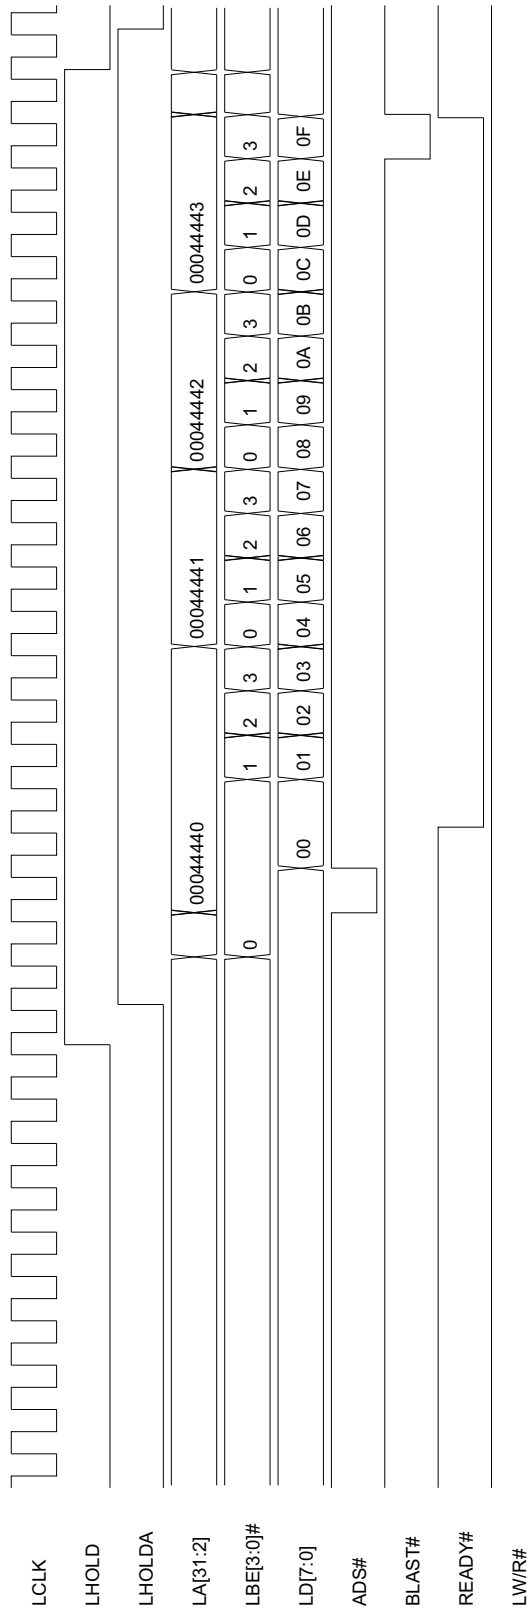 LCLK
LHOLD
LHOLDA
LA[31:2] 00044440 00044441 00044442 00044443
LBE[3:0]# 0 1 2 3 0 1 2 3 0 1 2 3 0 1 2 3
LD[7:0] 00 01 02 03 04 05 06 07 08 09 0A 0B 0C 0D 0E 0F
ADS#
BLAST#
READY#
LW/R#